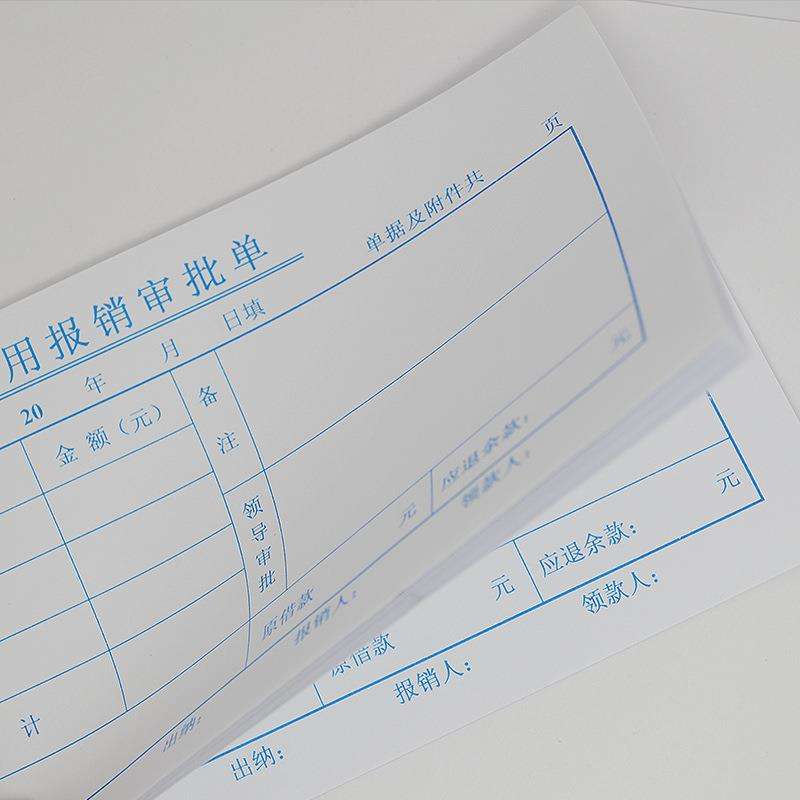 用报销审批单
20 年 月 日填 单据及附件共 页
金额（元） 备注
领导审批
元
计 原借款 元 应退余款：
出纳： 报销人： 领款人：
元
原借款 元 应退余款：
出纳： 报销人： 领款人：